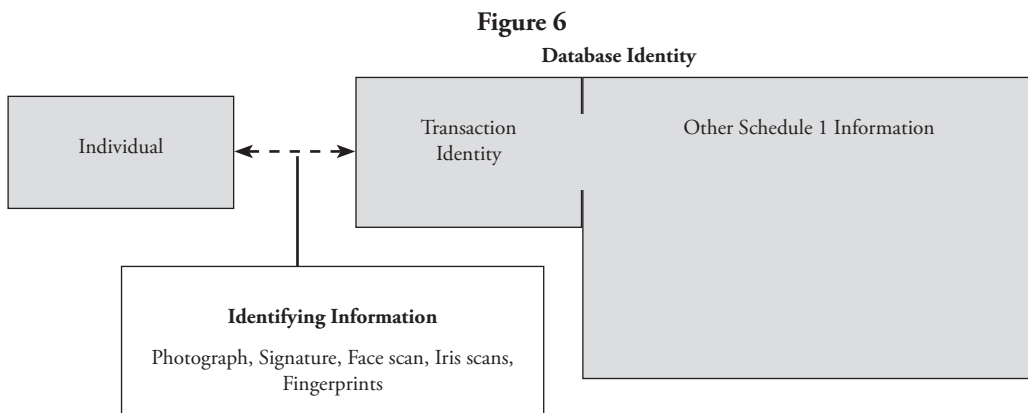 Figure 6
Database Identity
Individual
Transaction
Identity
Other Schedule 1 Information
Identifying Information
Photograph, Signature, Face scan, Iris scans,
Fingerprints